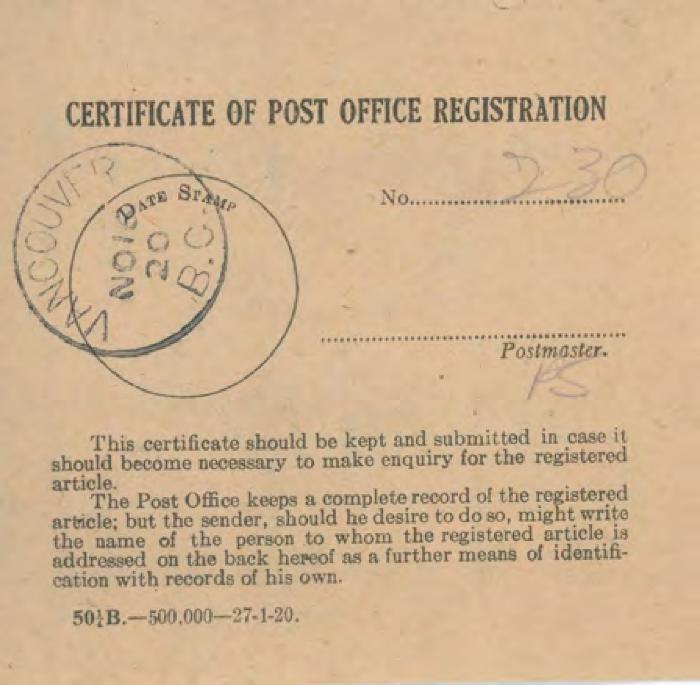 CERTIFICATE OF POST OFFICE REGISTRATION
VANCOUVER
B.C.
NO 16
20
DATE STAMP
No. 230
Postmaster.
PS
This certificate should be kept and submitted in case it
should become necessary to make enquiry for the registered
article.
The Post Office keeps a complete record of the registered
article; but the sender, should he desire to do so, might write
the name of the person to whom the registered article is
addressed on the back hereof as a further means of identifi-
cation with records of his own.
50½B.—500,000—27-1-20.